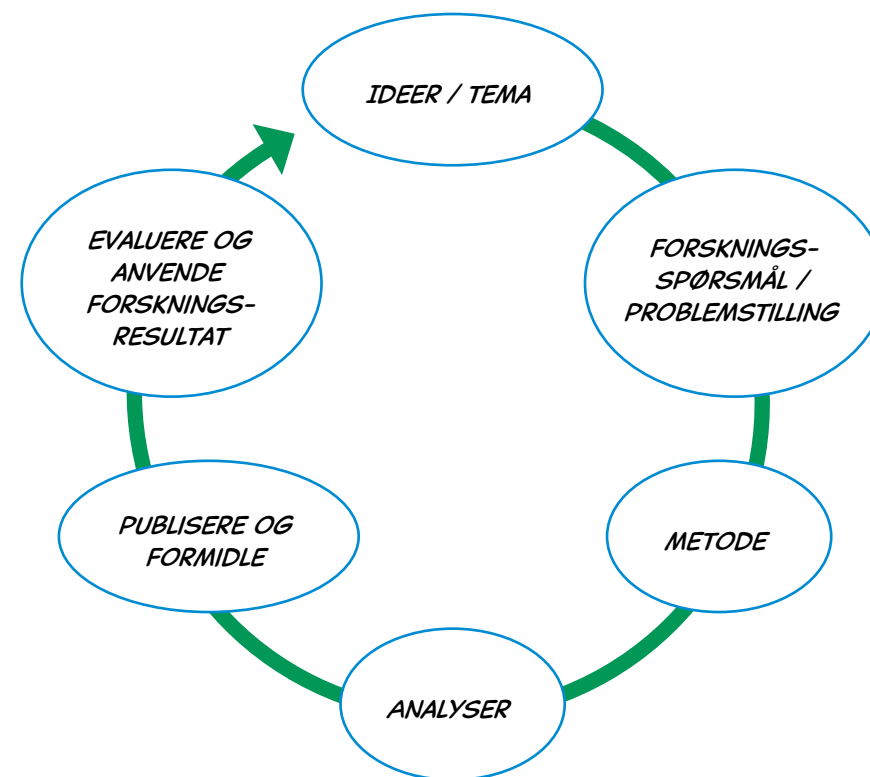 IDEER / TEMA
FORSKNINGS-
SPØRSMÅL /
PROBLEMSTILLING
METODE
ANALYSER
PUBLISERE OG
FORMIDLE
EVALUERE OG
ANVENDE
FORSKNINGS-
RESULTAT